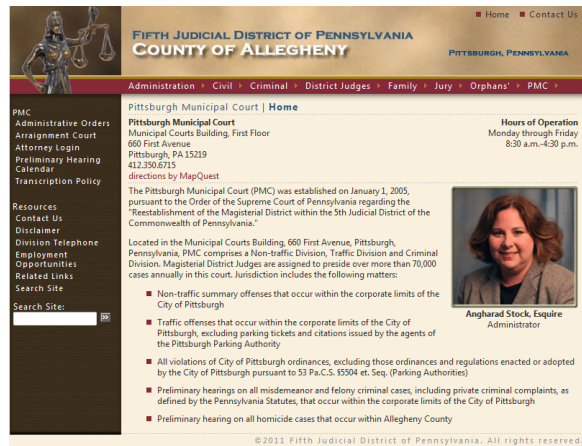 Home Contact Us
FIFTH JUDICIAL DISTRICT OF PENNSYLVANIA
COUNTY OF ALLEGHENY
PITTSBURGH, PENNSYLVANIA
Administration Civil Criminal District Judges Family Jury Orphans' PMC
PMC
Administrative Orders
Arraignment Court
Attorney Login
Preliminary Hearing
Calendar
Transcription Policy
Resources
Contact Us
Disclaimer
Division Telephone
Employment
Opportunities
Related Links
Search Site
Search Site:
Pittsburgh Municipal Court | Home
Pittsburgh Municipal Court
Municipal Courts Building, First Floor
660 First Avenue
Pittsburgh, PA 15219
412.350.6715
directions by MapQuest
Hours of Operation
Monday through Friday
8:30 a.m.-4:30 p.m.
The Pittsburgh Municipal Court (PMC) was established on January 1, 2005,
pursuant to the Order of the Supreme Court of Pennsylvania regarding the
"Reestablishment of the Magisterial District within the 5th Judicial District of the
Commonwealth of Pennsylvania."
Located in the Municipal Courts Building, 660 First Avenue, Pittsburgh,
Pennsylvania, PMC comprises a Non-traffic Division, Traffic Division and Criminal
Division. Magisterial District Judges are assigned to preside over more than 70,000
cases annually in this court. Jurisdiction includes the following matters:
Non-traffic summary offenses that occur within the corporate limits of the
City of Pittsburgh
Traffic offenses that occur within the corporate limits of the City of
Pittsburgh, excluding parking tickets and citations issued by the agents of
the Pittsburgh Parking Authority
All violations of City of Pittsburgh ordinances, excluding those ordinances and regulations enacted or adopted
by the City of Pittsburgh pursuant to 53 Pa.C.S. §5504 et. Seq. (Parking Authorities)
Preliminary hearings on all misdemeanor and felony criminal cases, including private criminal complaints, as
defined by the Pennsylvania Statutes, that occur within the corporate limits of the City of Pittsburgh
Preliminary hearing on all homicide cases that occur within Allegheny County
Angharad Stock, Esquire
Administrator
©2011 Fifth Judicial District of Pennsylvania. All rights reserved.